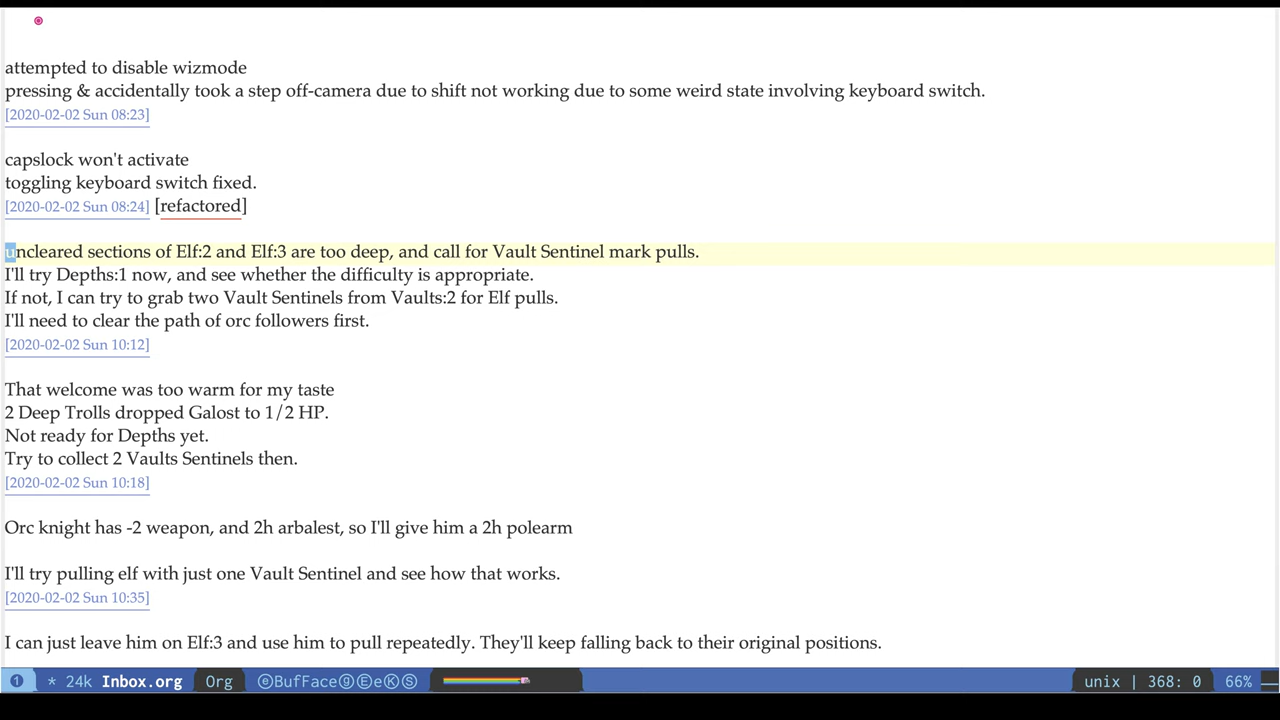 attempted to disable wizmode
pressing & accidentally took a step off-camera due to shift not working due to some weird state involving keyboard switch.
[2020-02-02 Sun 08:23]
capslock won't activate
toggling keyboard switch fixed.
[2020-02-02 Sun 08:24] [refactored]
uncleared sections of Elf:2 and Elf:3 are too deep, and call for Vault Sentinel mark pulls.
I'll try Depths:1 now, and see whether the difficulty is appropriate.
If not, I can try to grab two Vault Sentinels from Vaults:2 for Elf pulls.
I'll need to clear the path of orc followers first.
[2020-02-02 Sun 10:12]
That welcome was too warm for my taste
2 Deep Trolls dropped Galost to 1/2 HP.
Not ready for Depths yet.
Try to collect 2 Vaults Sentinels then.
[2020-02-02 Sun 10:18]
Orc knight has -2 weapon, and 2h arbalest, so I'll give him a 2h polearm
I'll try pulling elf with just one Vault Sentinel and see how that works.
[2020-02-02 Sun 10:35]
I can just leave him on Elf:3 and use him to pull repeatedly. They'll keep falling back to their original positions.
❶ * 24k Inbox.org Org ⓔBufFaceⓖⒺeⓀⓈ unix | 368: 0 66%